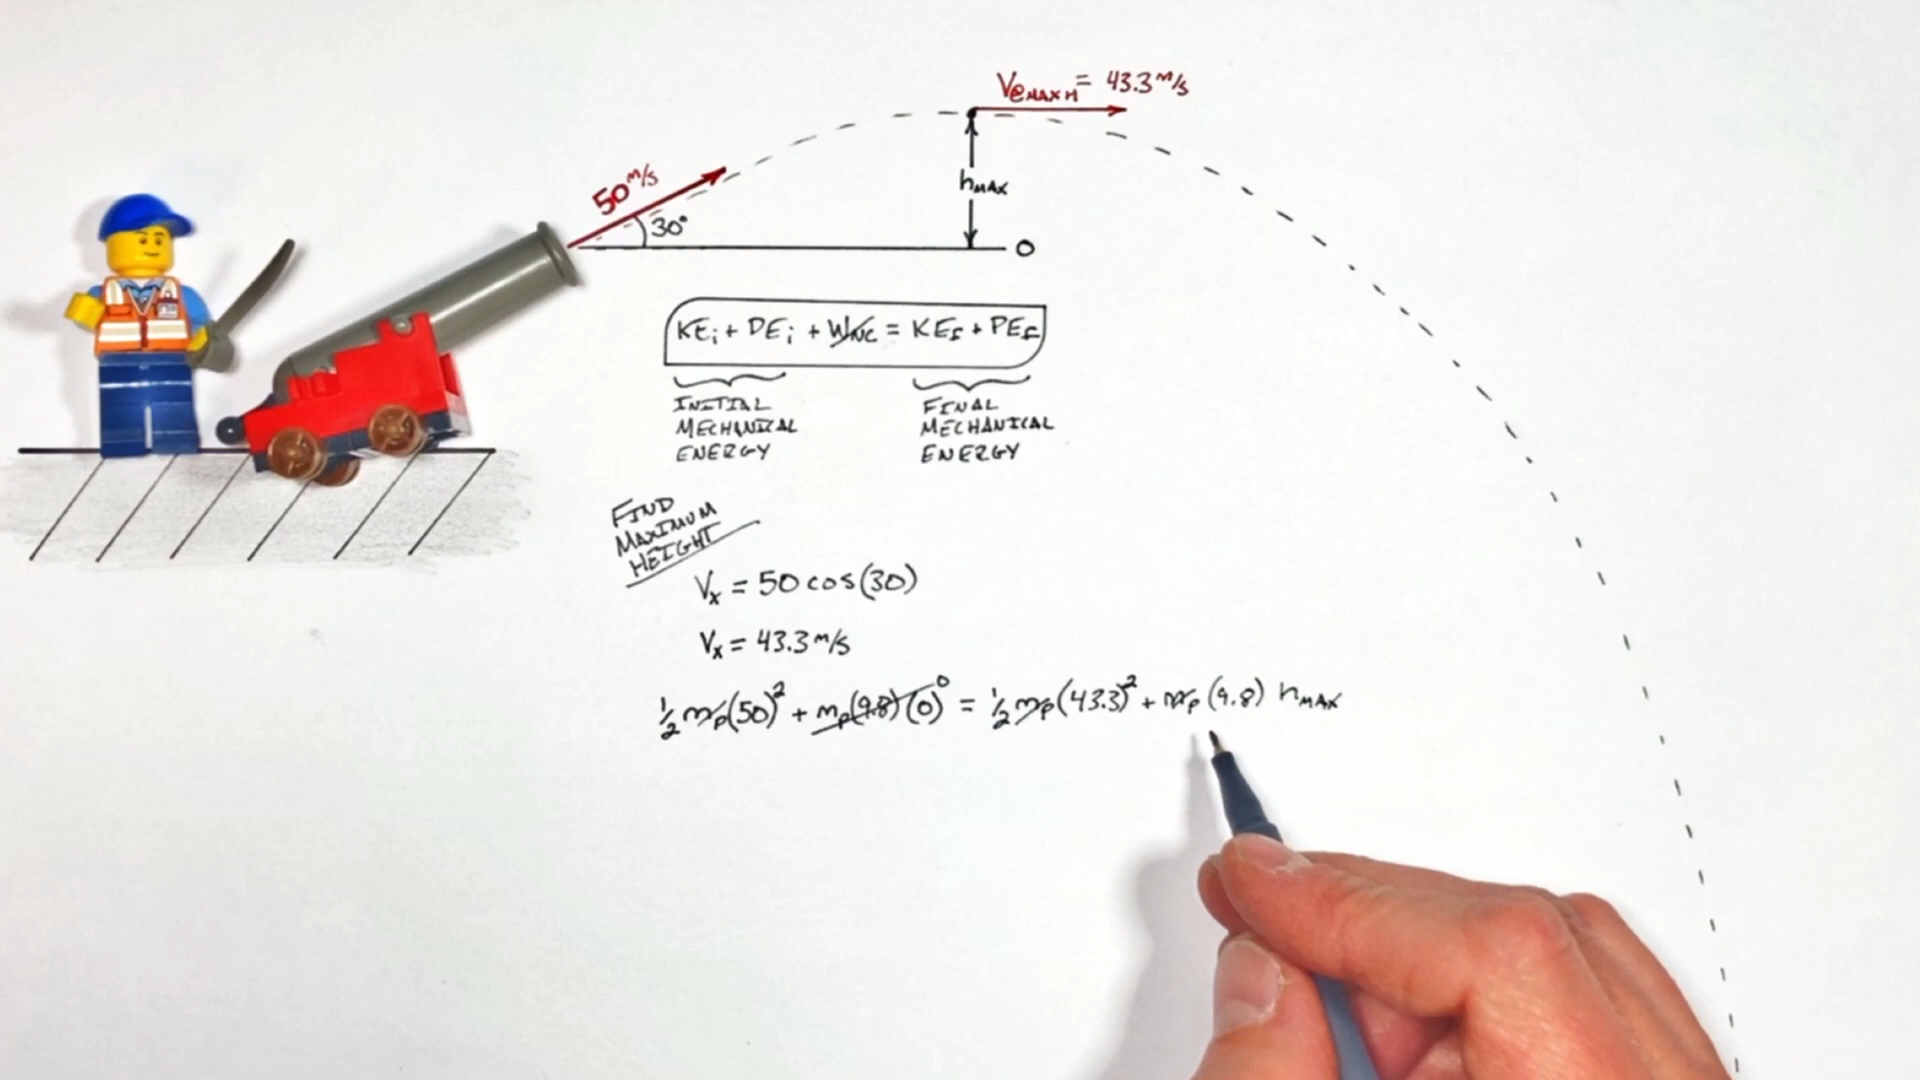 V@MAX H = 43.3 m/s
50 m/s
30°
hMAX
0
KEi + PEi + WNC = KEF + PEF
INITIAL MECHANICAL ENERGY
FINAL MECHANICAL ENERGY
FIND MAXIMUM HEIGHT
Vx = 50 cos(30)
Vx = 43.3 m/s
½ mp(50)² + mp(9.8)(0)⁰ = ½ mp(43.3)² + mp(9.8) hMAX